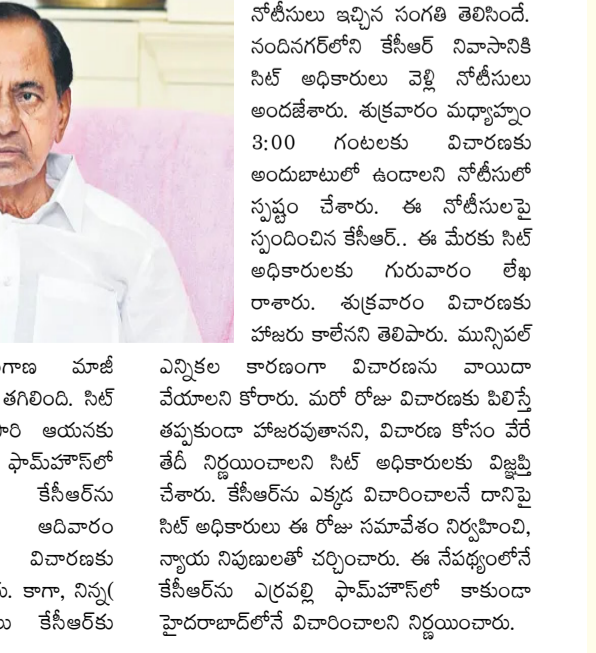 గాణ మాజీ
తగిలింది. సిట్
ఆయనకు
ఫామ్‌హౌస్‌లో
కేసీఆర్‌ను
ఆదివారం
విచారణకు
కాగా, నిన్న(
కేసీఆర్‌కు
నోటీసులు ఇచ్చిన సంగతి తెలిసిందే.
నందినగర్‌లోని కేసీఆర్ నివాసానికి
సిట్ అధికారులు వెళ్లి నోటీసులు
అందజేశారు. శుక్రవారం మధ్యాహ్నం
3:00 గంటలకు విచారణకు
అందుబాటులో ఉండాలని నోటీసులో
స్పష్టం చేశారు. ఈ నోటీసులపై
స్పందించిన కేసీఆర్.. ఈ మేరకు సిట్
అధికారులకు గురువారం లేఖ
రాశారు. శుక్రవారం విచారణకు
హాజరు కాలేనని తెలిపారు. మున్సిపల్
ఎన్నికల కారణంగా విచారణను వాయిదా
వేయాలని కోరారు. మరో రోజు విచారణకు పిలిస్తే
తప్పకుండా హాజరవుతానని, విచారణ కోసం వేరే
తేదీ నిర్ణయించాలని సిట్ అధికారులకు విజ్ఞప్తి
చేశారు. కేసీఆర్‌ను ఎక్కడ విచారించాలనే దానిపై
సిట్ అధికారులు ఈ రోజు సమావేశం నిర్వహించి,
న్యాయ నిపుణులతో చర్చించారు. ఈ నేపథ్యంలోనే
కేసీఆర్‌ను ఎర్రవల్లి ఫామ్‌హౌస్‌లో కాకుండా
హైదరాబాద్‌లోనే విచారించాలని నిర్ణయించారు.